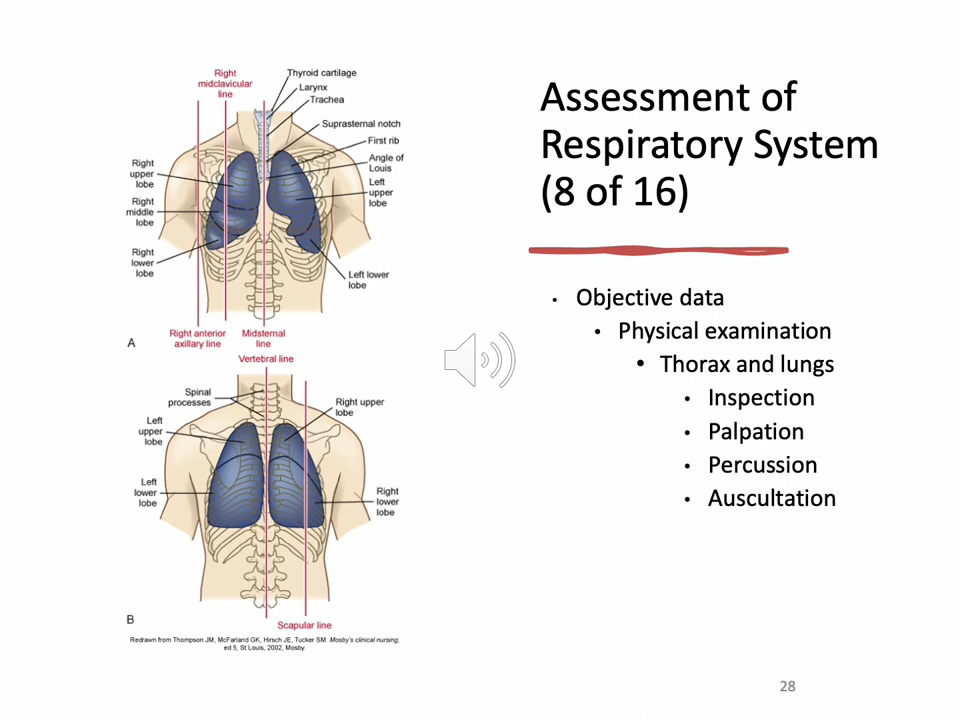 Assessment of
Respiratory System
(8 of 16)
• Objective data
• Physical examination
• Thorax and lungs
• Inspection
• Palpation
• Percussion
• Auscultation
Right
midclavicular
line
Thyroid cartilage
Larynx
Trachea
Suprasternal notch
First rib
Angle of
Louis
Left
upper
lobe
Left lower
lobe
Right
upper
lobe
Right
middle
lobe
Right
lower
lobe
Right anterior
axillary line
Midsternal
line
A
Vertebral line
Spinal
processes
Right upper
lobe
Left
upper
lobe
Left
lower
lobe
Right
lower
lobe
Scapular line
B
Redrawn from Thompson JM, McFarland GK, Hirsch JE, Tucker SM: Mosby's clinical nursing,
ed 5, St Louis, 2002, Mosby.
28